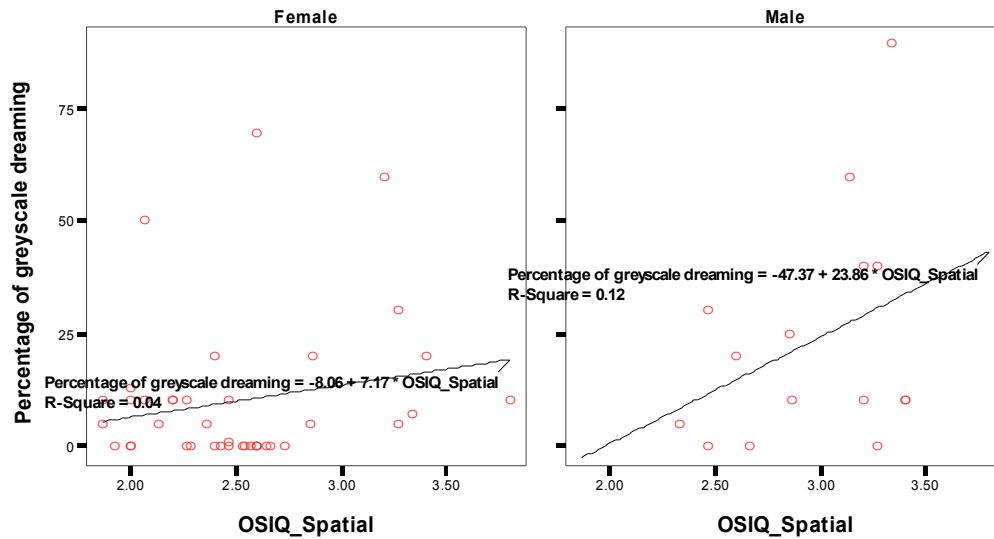 Female
Male
Percentage of greyscale dreaming
75
50
25
0
Percentage of greyscale dreaming = -8.06 + 7.17 * OSIQ_Spatial
R-Square = 0.04
Percentage of greyscale dreaming = -47.37 + 23.86 * OSIQ_Spatial
R-Square = 0.12
2.00 2.50 3.00 3.50
2.00 2.50 3.00 3.50
OSIQ_Spatial
OSIQ_Spatial